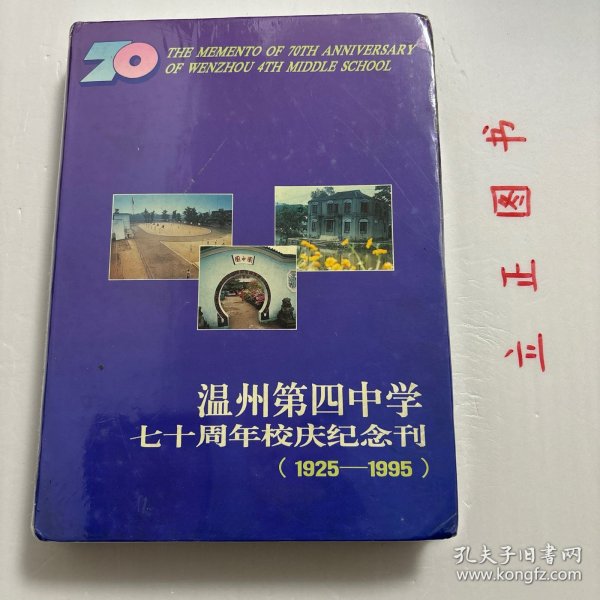 70
THE MEMENTO OF 70TH ANNIVERSARY
OF WENZHOU 4TH MIDDLE SCHOOL
温州第四中学
七十周年校庆纪念刊
(1925—1995)
立正图书
孔夫子旧书网
www.kongfz.com